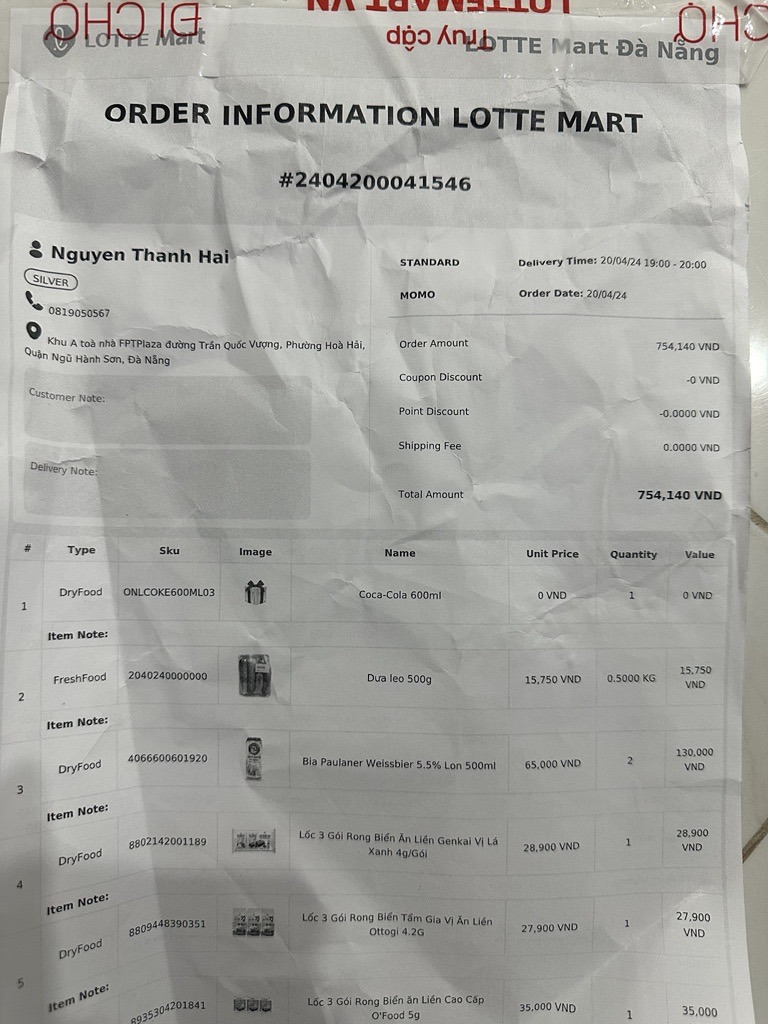 LOTTEMART.VN
CHỢ
Truy cập
ĐI CHỢ
LOTTE Mart
LOTTE Mart Đà Nẵng
ORDER INFORMATION LOTTE MART
#2404200041546
Nguyen Thanh Hai
SILVER
0819050567
Khu A toà nhà FPTPlaza đường Trần Quốc Vượng, Phường Hoà Hải,
Quận Ngũ Hành Sơn, Đà Nẵng
Customer Note:
Delivery Note:
STANDARD Delivery Time: 20/04/24 19:00 - 20:00
MOMO Order Date: 20/04/24
Order Amount 754,140 VND
Coupon Discount -0 VND
Point Discount -0.0000 VND
Shipping Fee 0.0000 VND
Total Amount 754,140 VND
# Type Sku Image Name Unit Price Quantity Value
1 DryFood ONLCOKE600ML03 Coca-Cola 600ml 0 VND 1 0 VND
Item Note:
2 FreshFood 2040240000000 Dưa leo 500g 15,750 VND 0.5000 KG 15,750
VND
Item Note:
3 DryFood 4066600601920 Bia Paulaner Weissbier 5.5% Lon 500ml 65,000 VND 2 130,000
VND
Item Note:
4 DryFood 8802142001189 Lốc 3 Gói Rong Biển Ăn Liền Genkai Vị Lá
Xanh 4g/Gói 28,900 VND 1 28,900
VND
Item Note:
5 DryFood 8809448390351 Lốc 3 Gói Rong Biển Tẩm Gia Vị Ăn Liền
Ottogi 4.2G 27,900 VND 1 27,900
VND
Item Note:
8935304201841 Lốc 3 Gói Rong Biển ăn Liền Cao Cấp
O'Food 5g 35,000 VND 1 35,000